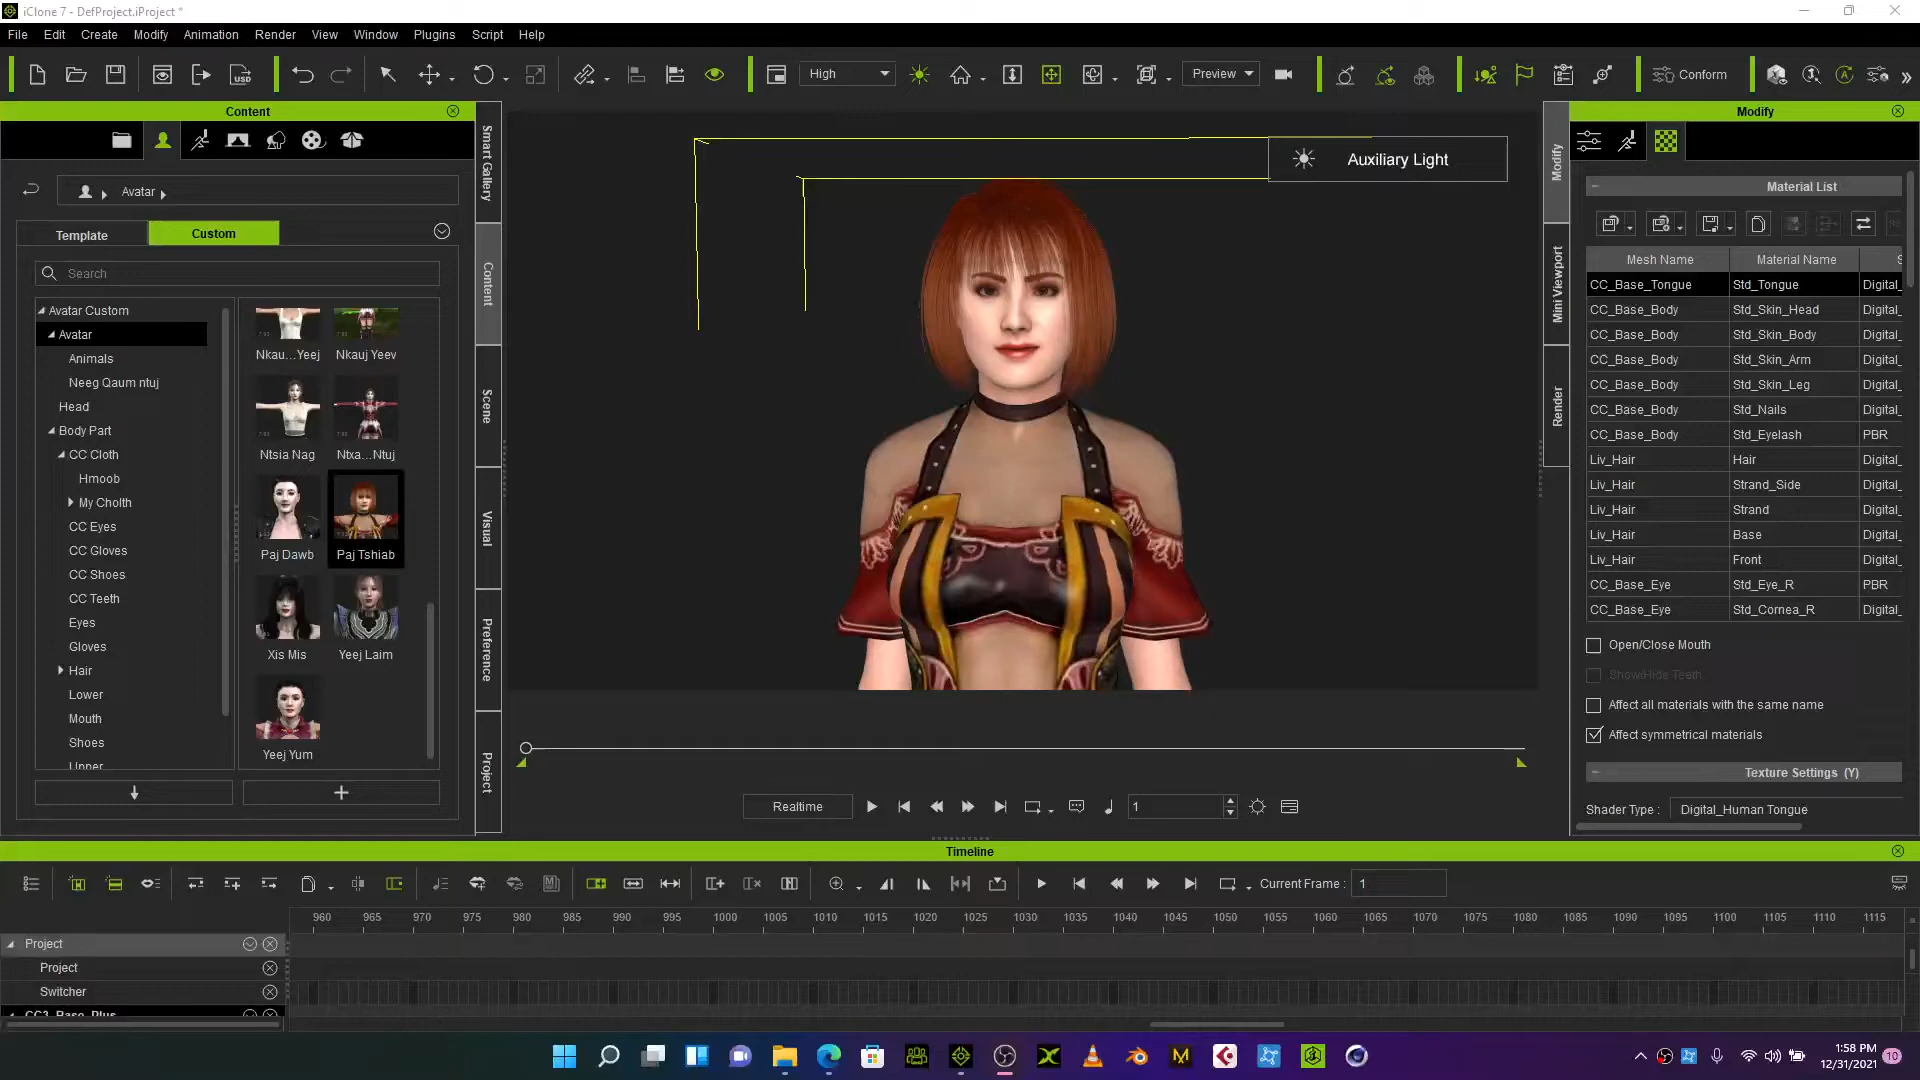 iClone 7 - DefProject.iProject *
File Edit Create Modify Animation Render View Window Plugins Script Help
USD High Preview Conform
Content
Modify
Avatar
Template Custom
Search
Avatar Custom
Avatar
Animals
Neeg Qaum ntuj
Head
Body Part
CC Cloth
Hmoob
My Cholth
CC Eyes
CC Gloves
CC Shoes
CC Teeth
Eyes
Gloves
Hair
Lower
Mouth
Shoes
Upper
Nkau...Yeej Nkauj Yeev
Ntsia Nag Ntxa...Ntuj
Paj Dawb Paj Tshiab
Xis Mis Yeej Laim
Yeej Yum
Smart Gallery
Content
Scene
Visual
Preference
Project
Auxiliary Light
Modify
Mini Viewport
Render
Material List
Mesh Name Material Name S
CC_Base_Tongue Std_Tongue Digital_
CC_Base_Body Std_Skin_Head Digital_
CC_Base_Body Std_Skin_Body Digital_
CC_Base_Body Std_Skin_Arm Digital_
CC_Base_Body Std_Skin_Leg Digital_
CC_Base_Body Std_Nails Digital_
CC_Base_Body Std_Eyelash PBR
Liv_Hair Hair Digital_
Liv_Hair Strand_Side Digital_
Liv_Hair Strand Digital_
Liv_Hair Base Digital_
Liv_Hair Front Digital_
CC_Base_Eye Std_Eye_R PBR
CC_Base_Eye Std_Cornea_R Digital_
Open/Close Mouth
Show/Hide Teeth
Affect all materials with the same name
Affect symmetrical materials
Texture Settings (Y)
Shader Type : Digital_Human Tongue
Realtime 1
Timeline
Current Frame : 1
960 965 970 975 980 985 990 995 1000 1005 1010 1015 1020 1025 1030 1035 1040 1045 1050 1055 1060 1065 1070 1075 1080 1085 1090 1095 1100 1105 1110 1115
Project
Project
Switcher
CC3_Base_Plus
1:58 PM
12/31/2021 10